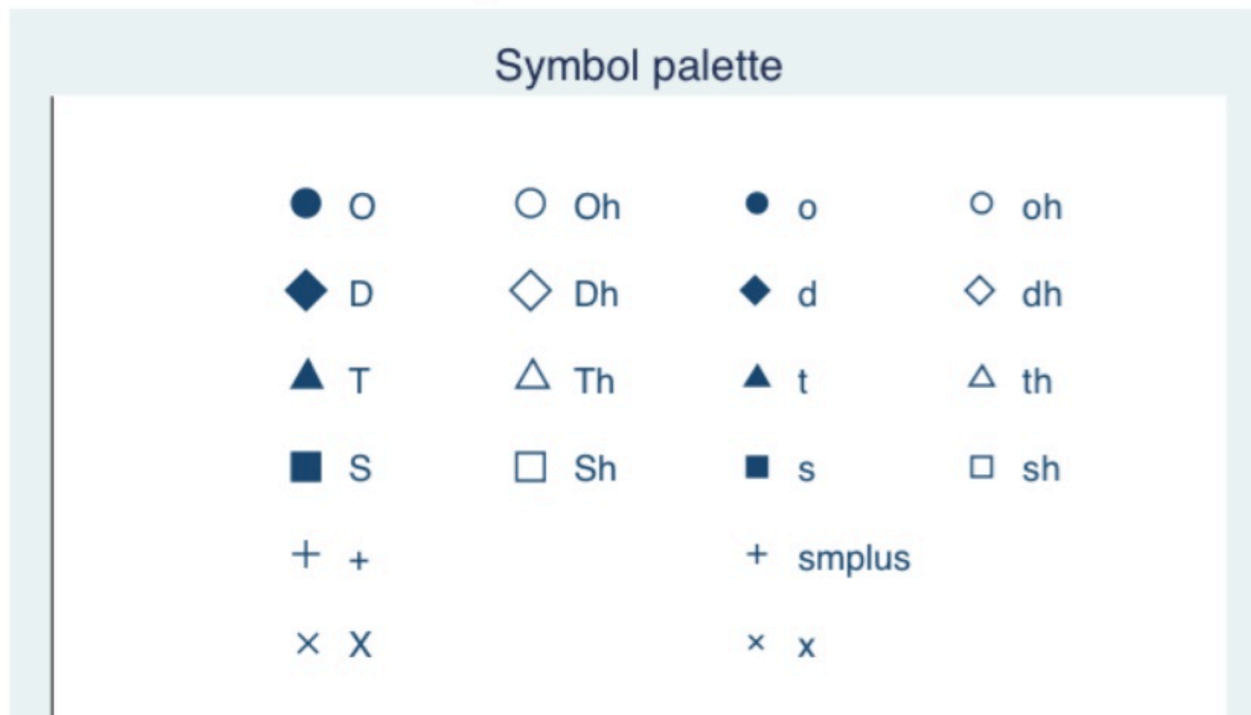 Symbol palette
O Oh o oh
D Dh d dh
T Th t th
S Sh s sh
+ smplus
X x